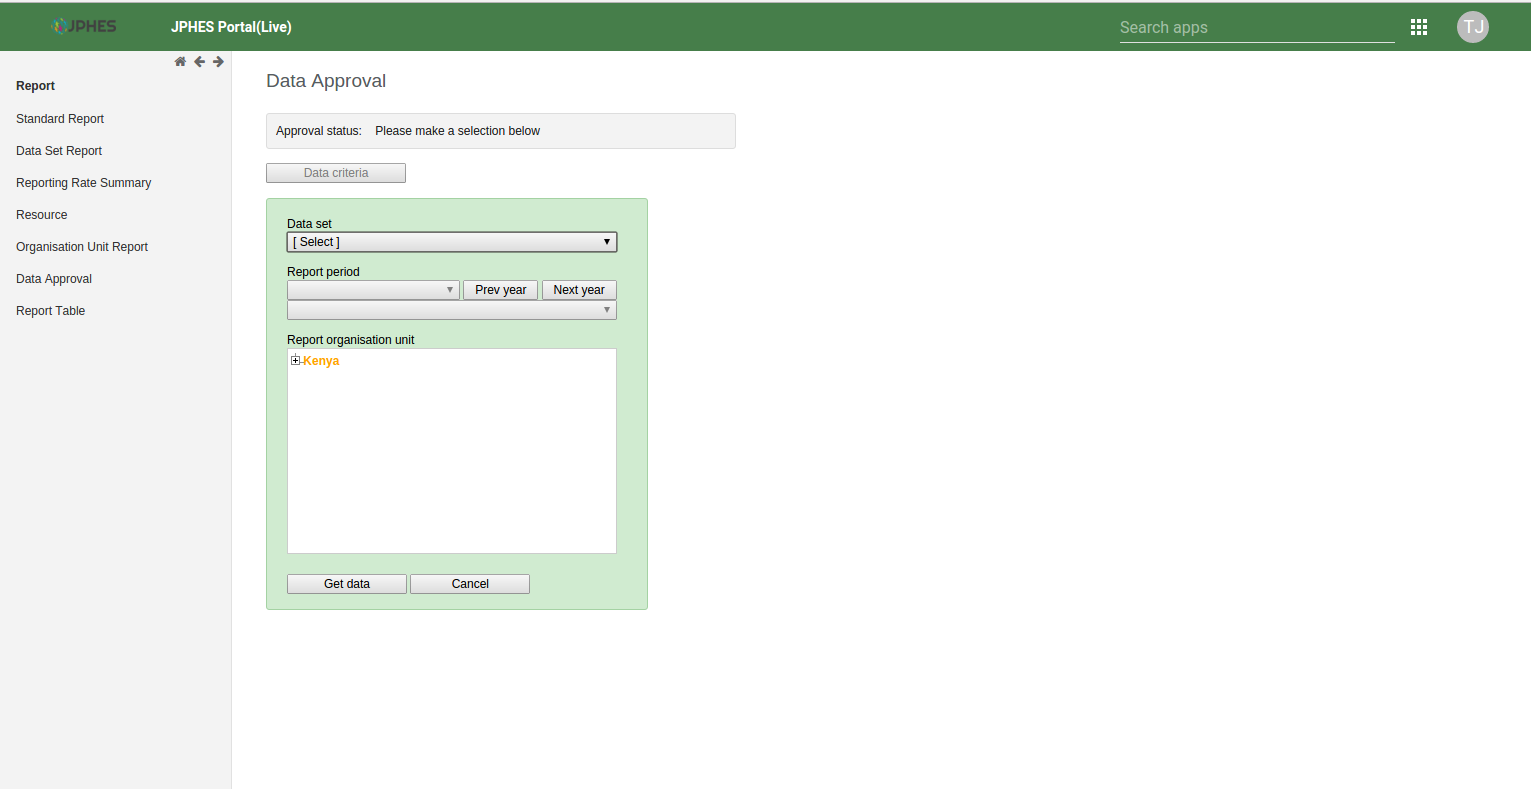 JPHES
JPHES Portal(Live)
Search apps
TJ
Report
Standard Report
Data Set Report
Reporting Rate Summary
Resource
Organisation Unit Report
Data Approval
Report Table
Data Approval
Approval status: Please make a selection below
Data criteria
Data set
[ Select ]
Report period
Prev year Next year
Report organisation unit
Kenya
Get data Cancel